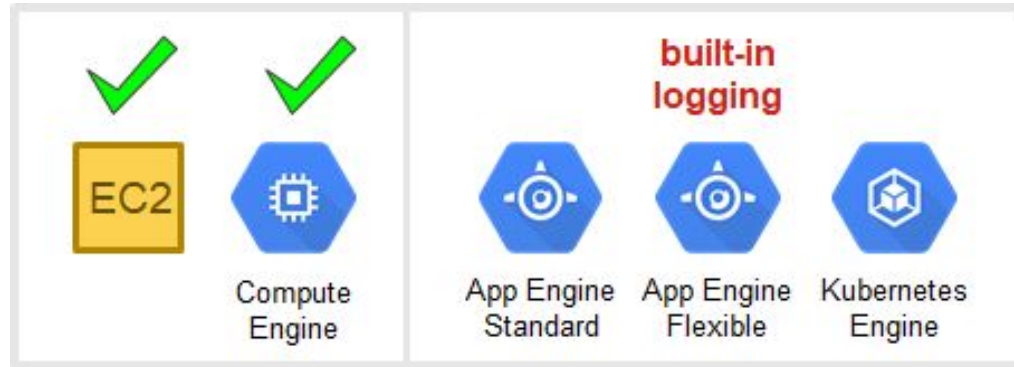 built-in
logging
EC2
Compute
Engine
App Engine
Standard
App Engine
Flexible
Kubernetes
Engine